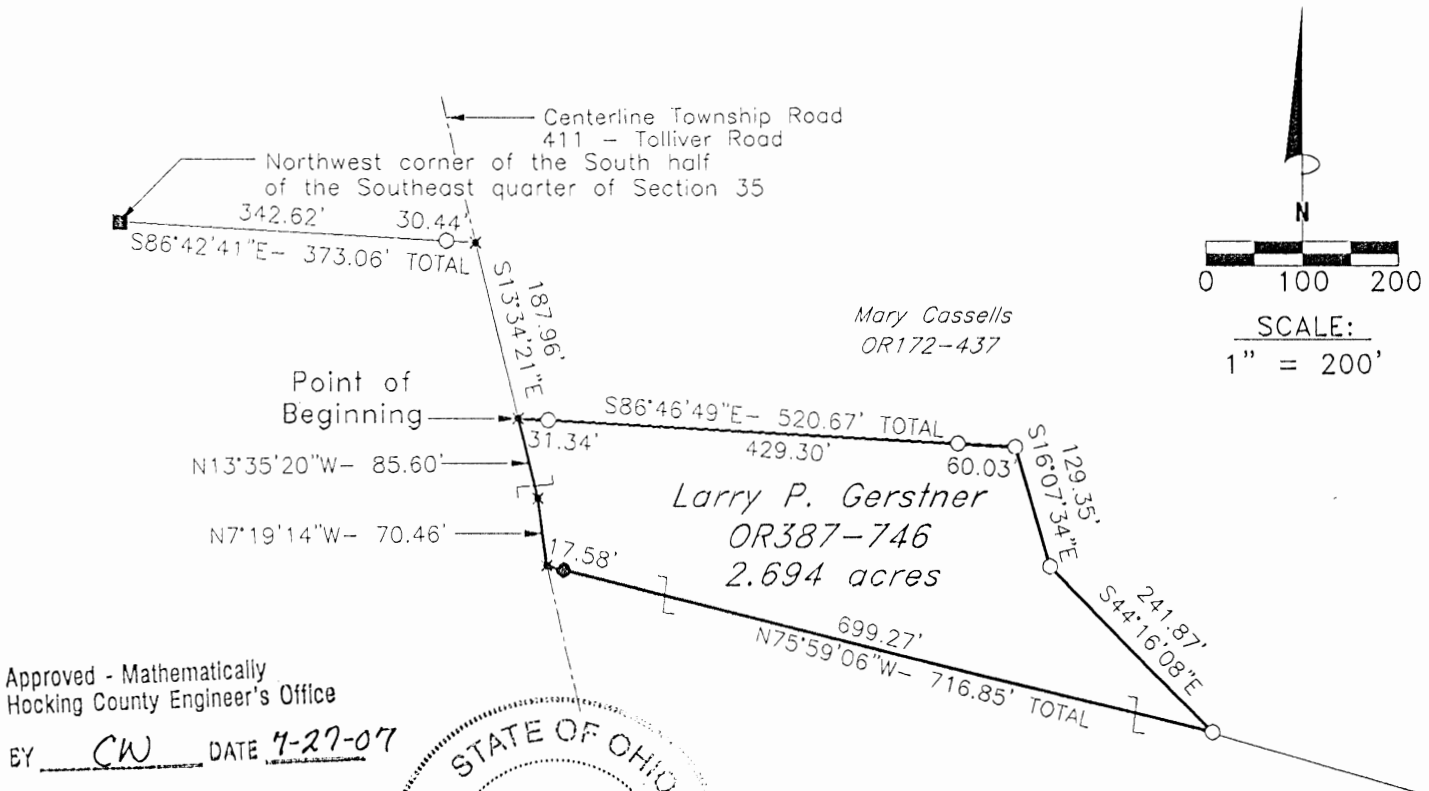 Centerline Township Road
411 - Tolliver Road
Northwest corner of the South half
of the Southeast quarter of Section 35
342.62'
30.44'
S86°42'41"E- 373.06' TOTAL
187.96'
S13°34'21"E
N
0 100 200
SCALE:
1" = 200'
Mary Cassells
OR172-437
Point of
Beginning
S86°46'49"E- 520.67' TOTAL
31.34'
429.30'
60.03'
N13°35'20"W- 85.60'
129.35'
S16°07'34"E
Larry P. Gerstner
OR387-746
2.694 acres
N7°19'14"W- 70.46'
17.58'
241.87'
S44°16'08"E
699.27'
N75°59'06"W- 716.85' TOTAL
Approved - Mathematically
Hocking County Engineer's Office
BY CW DATE 7-27-07
STATE OF OHIO